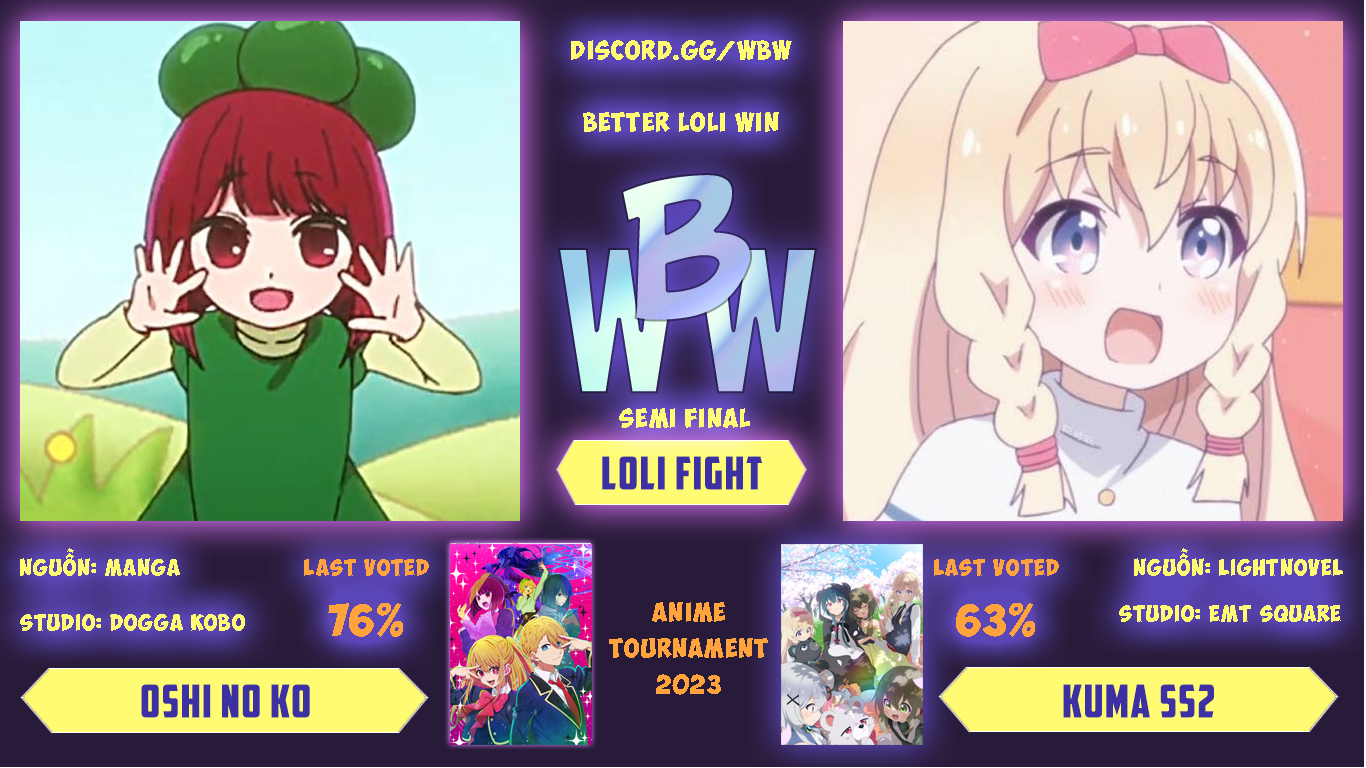 DISCORD.GG/WBW
BETTER LOLI WIN
WBW
SEMI FINAL
LOLI FIGHT
NGUỒN: MANGA
STUDIO: DOGGA KOBO
LAST VOTED
76%
OSHI NO KO
ANIME
TOURNAMENT
2023
LAST VOTED
63%
NGUỒN: LIGHTNOVEL
STUDIO: EMT SQUARE
KUMA SS2